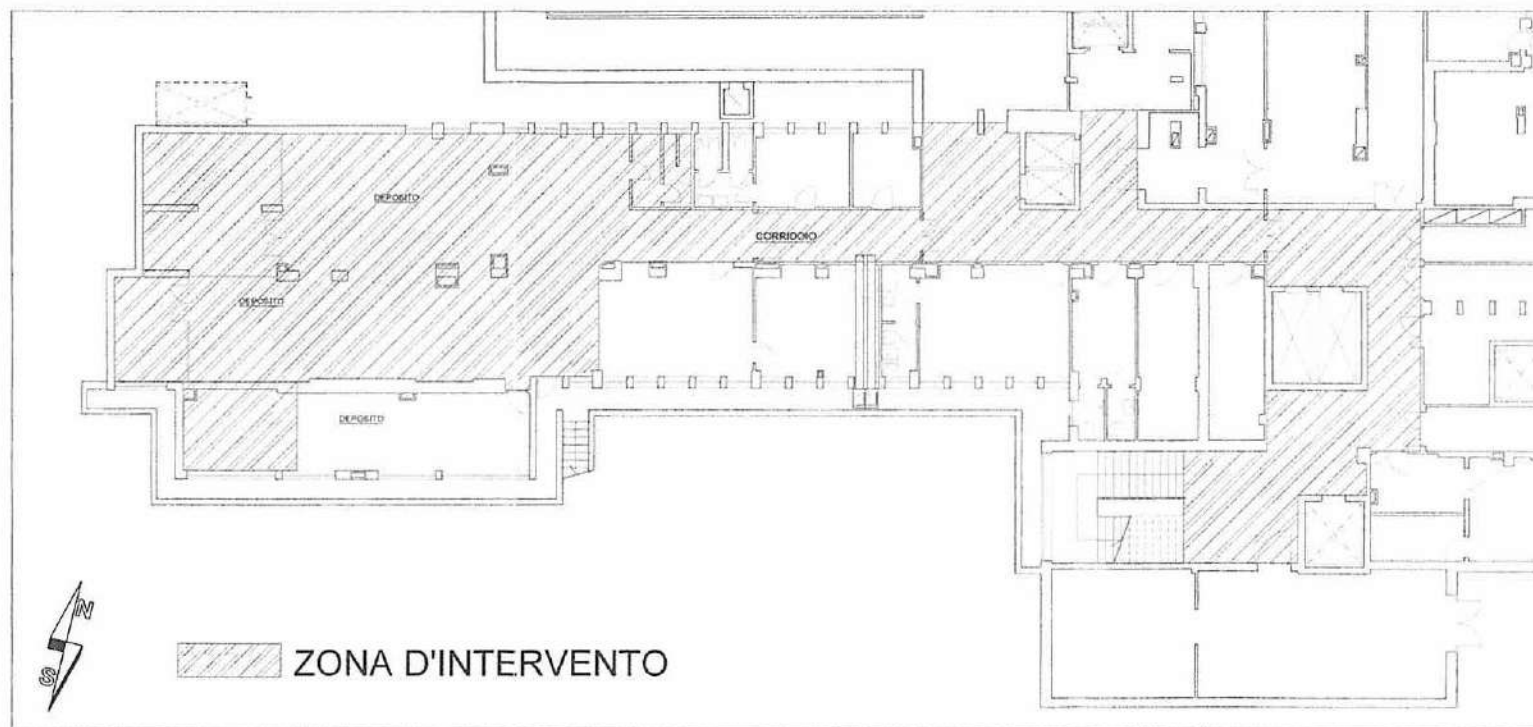 DEPOSITO
CORRIDOIO
DEPOSITO
DEPOSITO
N
S
ZONA D'INTERVENTO